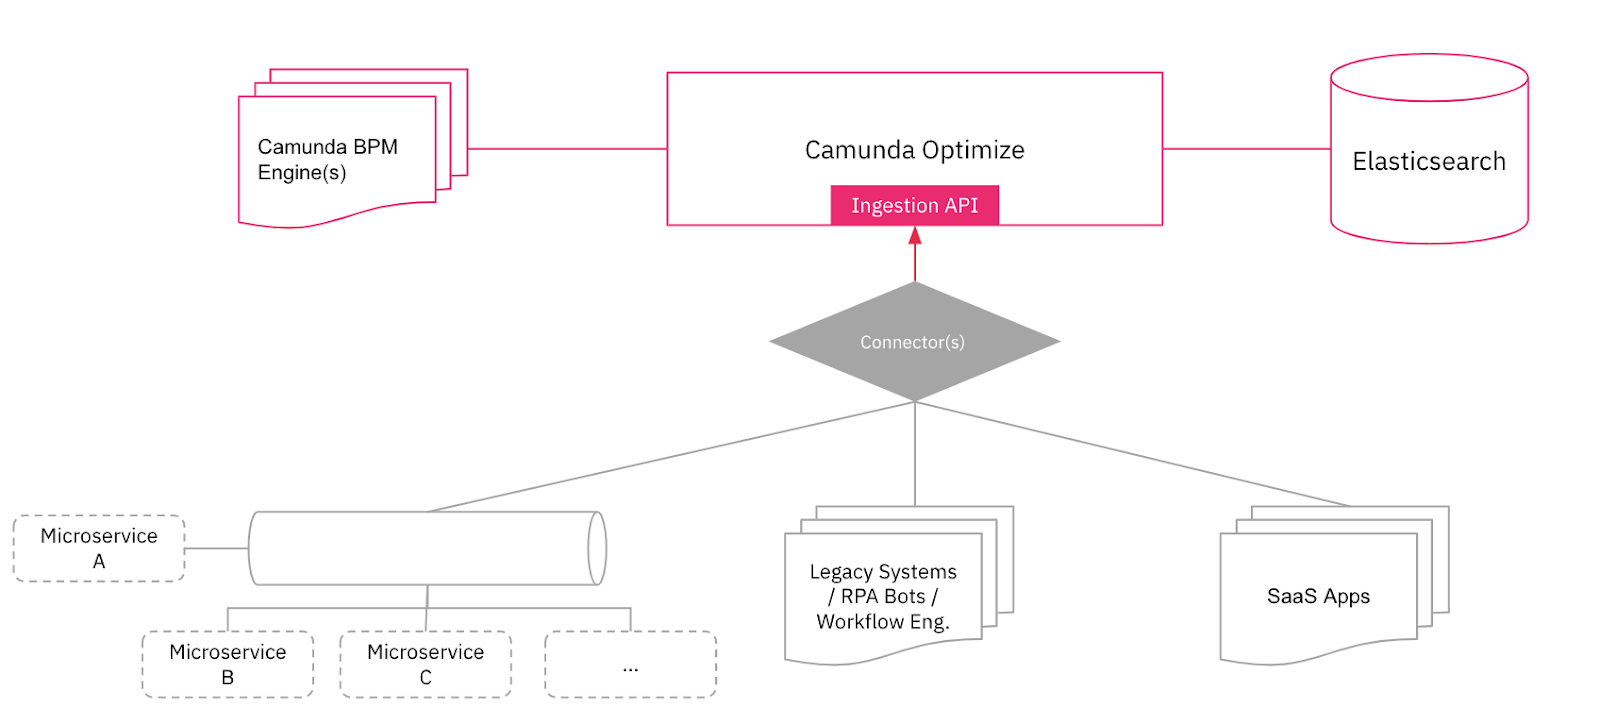 Camunda BPM
Engine(s)
Camunda Optimize
Ingestion API
Elasticsearch
Connector(s)
Microservice
A
Microservice
B
Microservice
C
...
Legacy Systems
/ RPA Bots /
Workflow Eng.
SaaS Apps